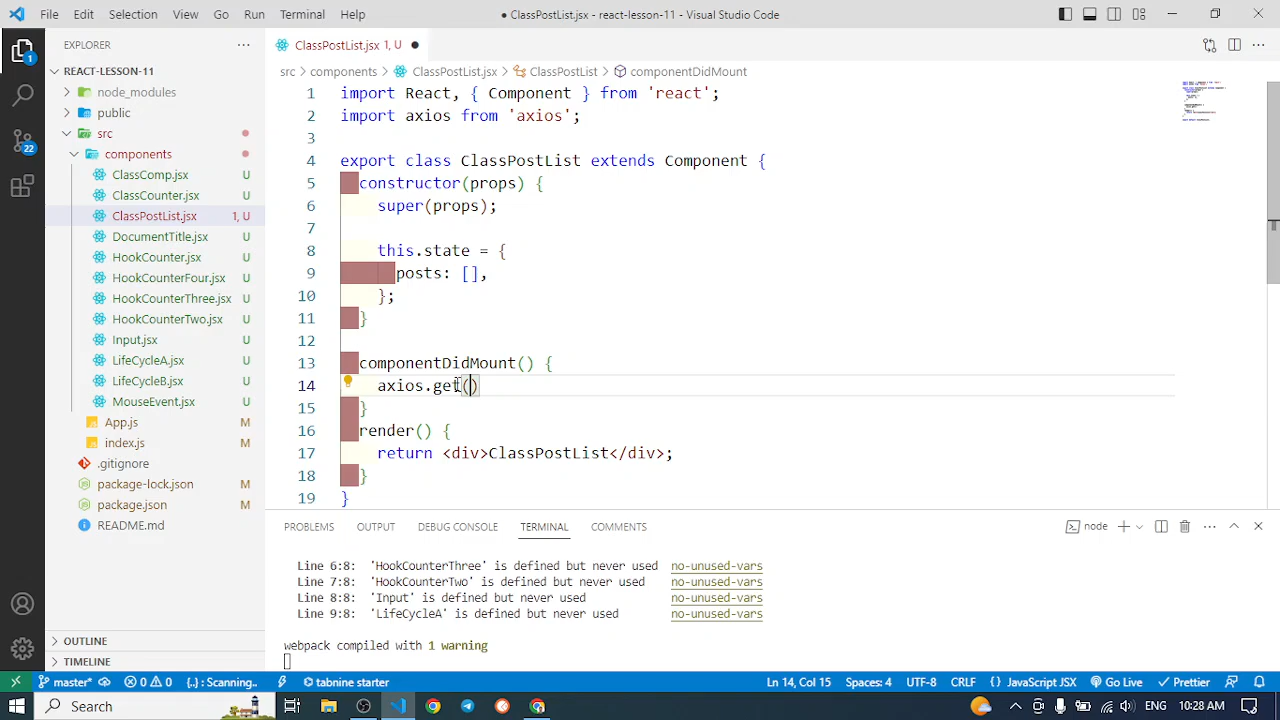 File Edit Selection View Go Run Terminal Help
● ClassPostList.jsx - react-lesson-11 - Visual Studio Code
EXPLORER
ClassPostList.jsx 1, U
REACT-LESSON-11
node_modules
public
src
components
ClassComp.jsx U
ClassCounter.jsx U
ClassPostList.jsx 1, U
DocumentTitle.jsx U
HookCounter.jsx U
HookCounterFour.jsx U
HookCounterThree.jsx U
HookCounterTwo.jsx U
Input.jsx U
LifeCycleA.jsx U
LifeCycleB.jsx U
MouseEvent.jsx U
App.js M
index.js M
.gitignore
package-lock.json M
package.json M
README.md
OUTLINE
TIMELINE
1
22
src > components > ClassPostList.jsx > ClassPostList > componentDidMount
1 import React, { Component } from 'react';
2 import axios from 'axios';
3
4 export class ClassPostList extends Component {
5 constructor(props) {
6 super(props);
7
8 this.state = {
9 posts: [],
10 };
11 }
12
13 componentDidMount() {
14 axios.get()
15 }
16 render() {
17 return <div>ClassPostList</div>;
18 }
19 }
PROBLEMS OUTPUT DEBUG CONSOLE TERMINAL COMMENTS
node
Line 6:8: 'HookCounterThree' is defined but never used no-unused-vars
Line 7:8: 'HookCounterTwo' is defined but never used no-unused-vars
Line 8:8: 'Input' is defined but never used no-unused-vars
Line 9:8: 'LifeCycleA' is defined but never used no-unused-vars
webpack compiled with 1 warning
master* 0 0 {..} : Scanning.. tabnine starter
Ln 14, Col 15 Spaces: 4 UTF-8 CRLF {} JavaScript JSX Go Live Prettier
Search
ENG 10:28 AM